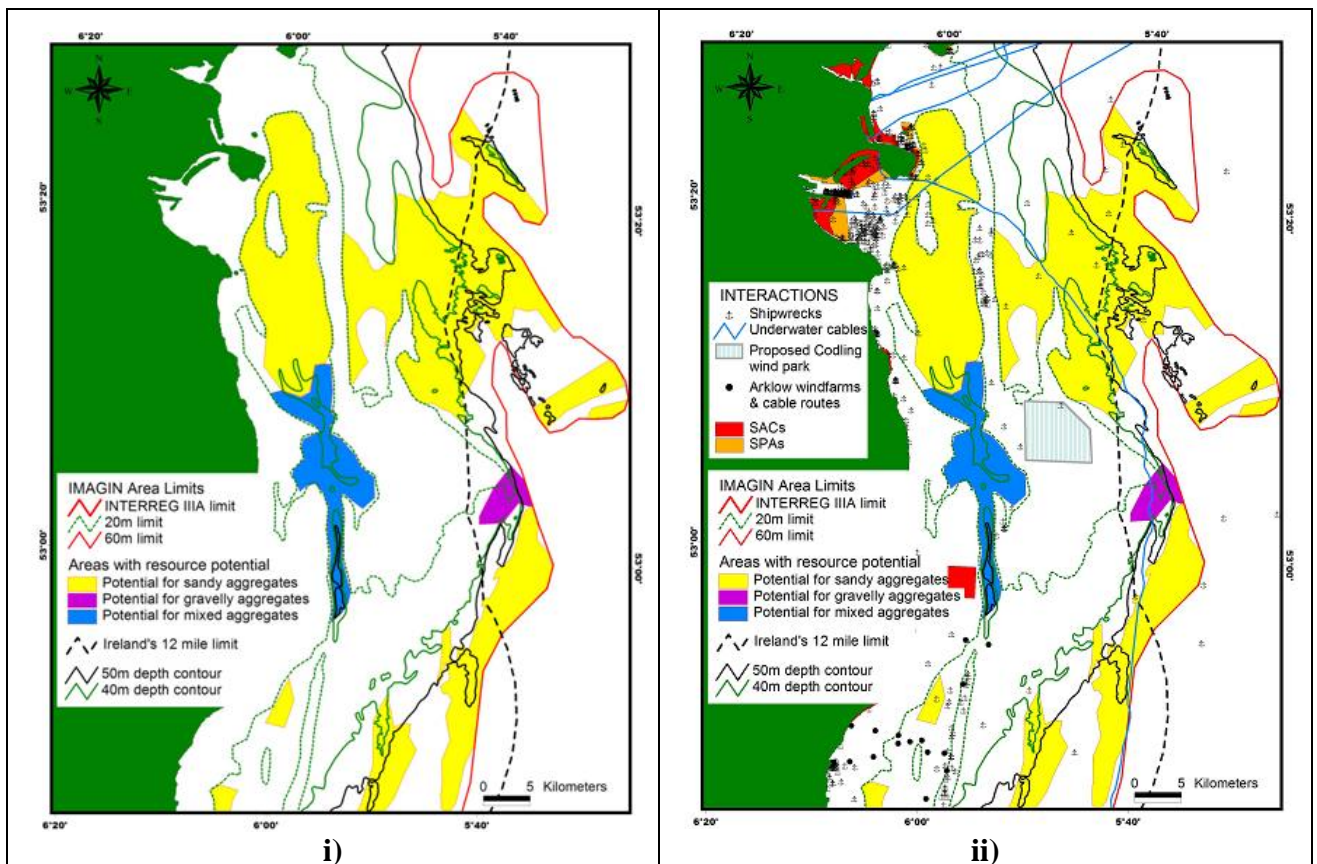 6°20' 6°00' 5°40'
N
W E
S
53°20' 53°20'
IMAGIN Area Limits
INTERREG IIIA limit
20m limit
60m limit
53°00' 53°00'
Areas with resource potential
Potential for sandy aggregates
Potential for gravelly aggregates
Potential for mixed aggregates
Ireland's 12 mile limit
50m depth contour
40m depth contour
0 5 Kilometers
6°20' 6°00' 5°40'
i)
6°20' 6°00' 5°40'
N
W E
S
53°20' 53°20'
INTERACTIONS
Shipwrecks
Underwater cables
Proposed Codling
wind park
Arklow windfarms
& cable routes
SACs
SPAs
IMAGIN Area Limits
INTERREG IIIA limit
20m limit
60m limit
53°00' 53°00'
Areas with resource potential
Potential for sandy aggregates
Potential for gravelly aggregates
Potential for mixed aggregates
Ireland's 12 mile limit
50m depth contour
40m depth contour
0 5 Kilometers
6°20' 6°00' 5°40'
ii)